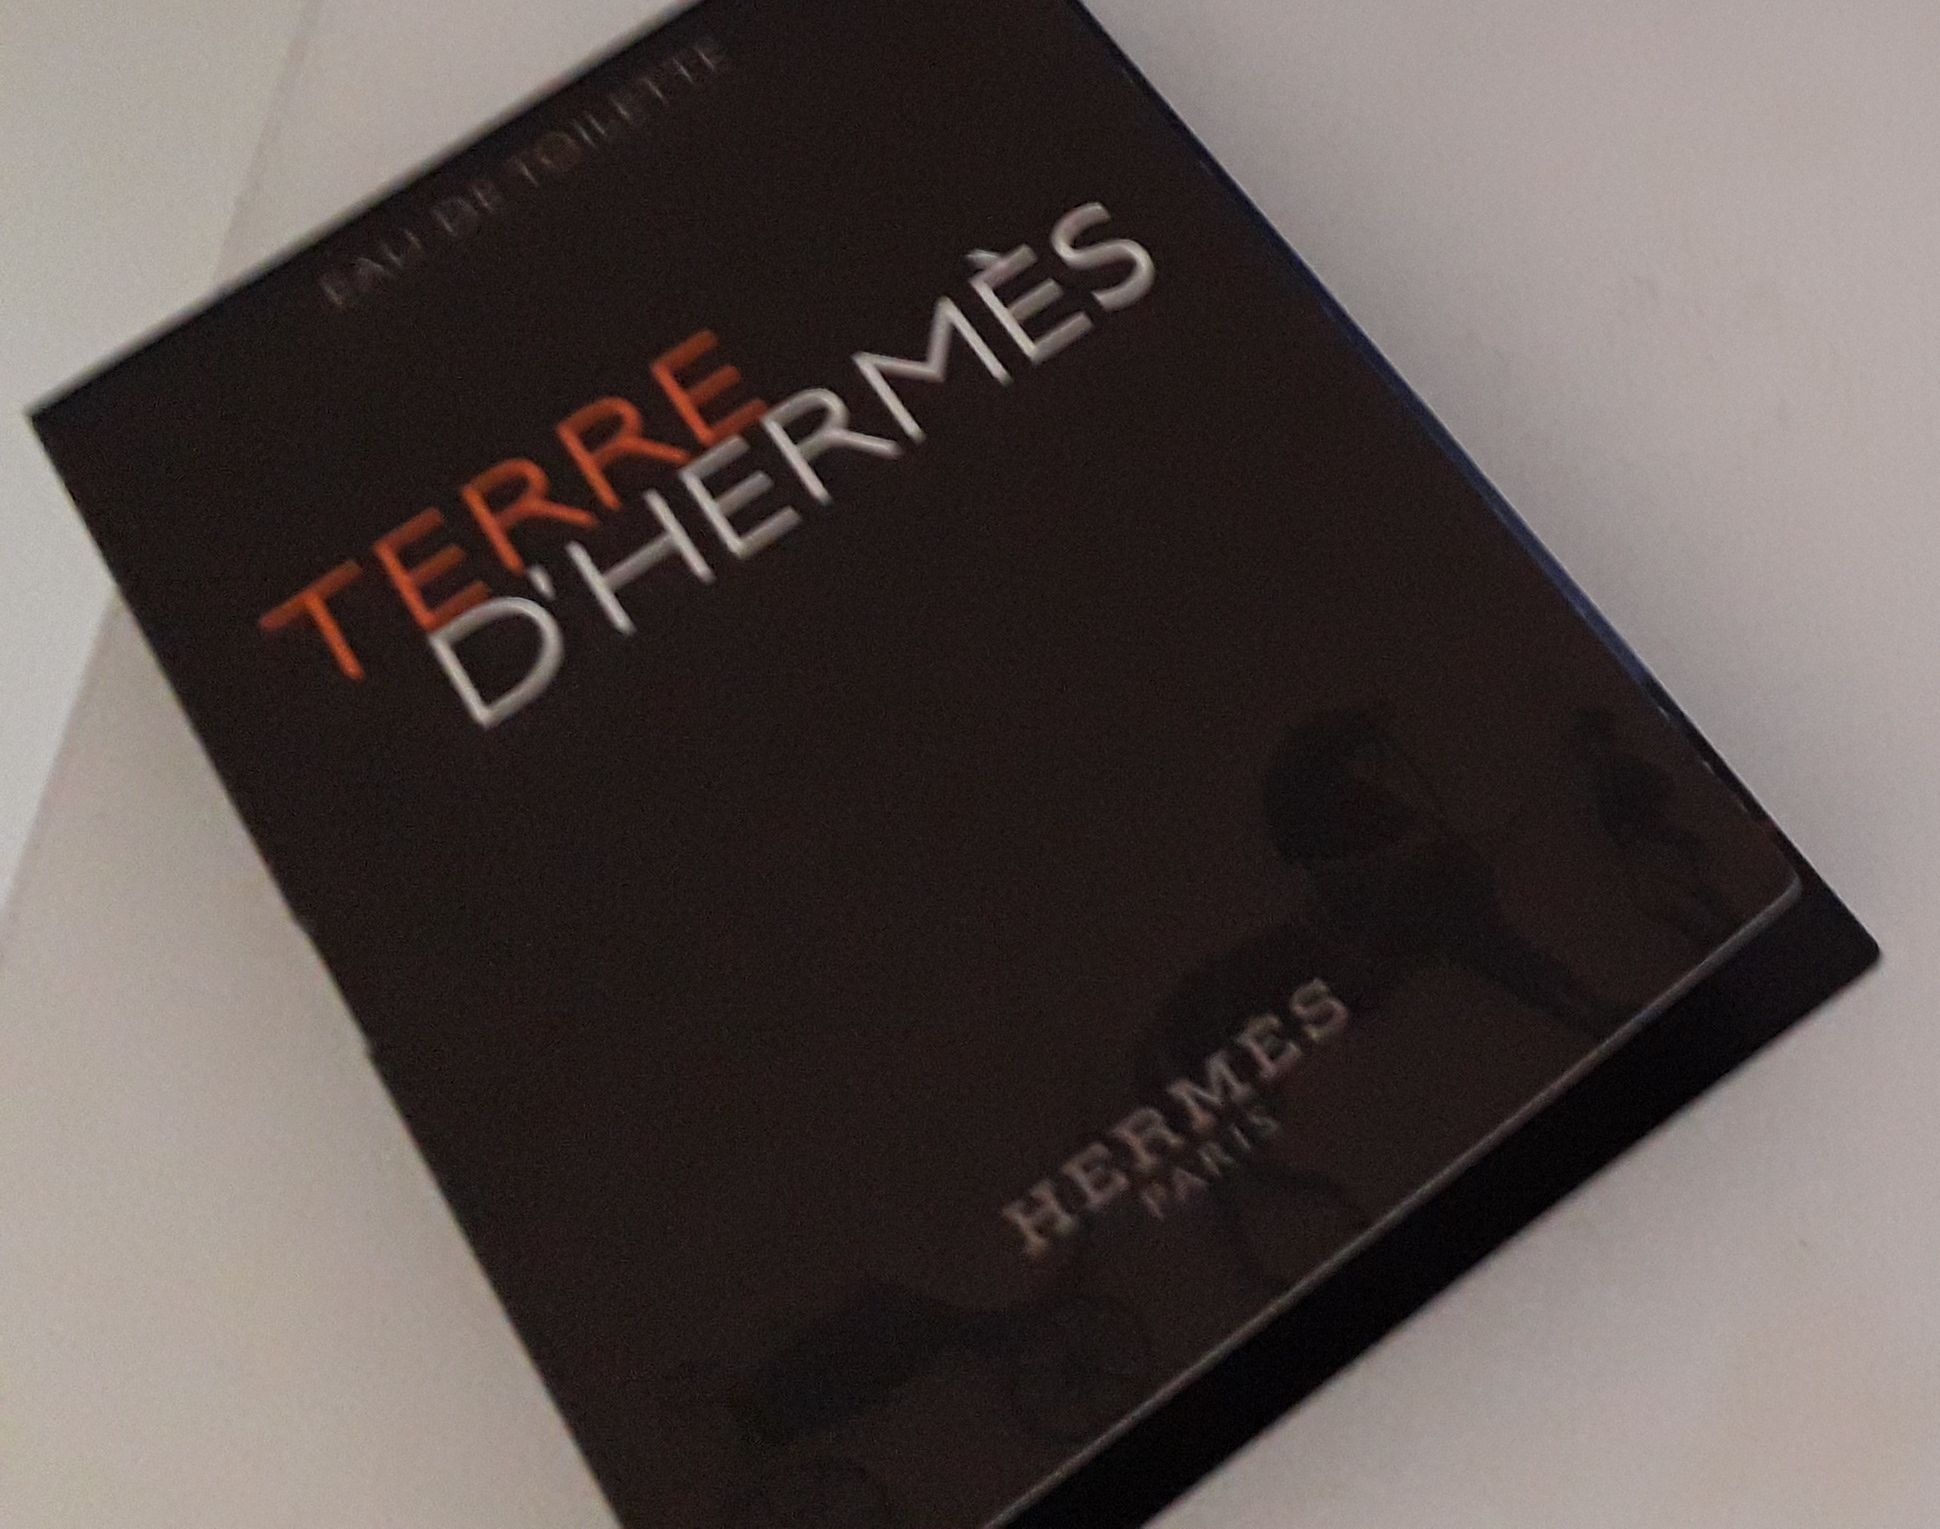 EAU DE TOILETTE
TERRE
D'HERMÈS
HERMÈS
PARIS